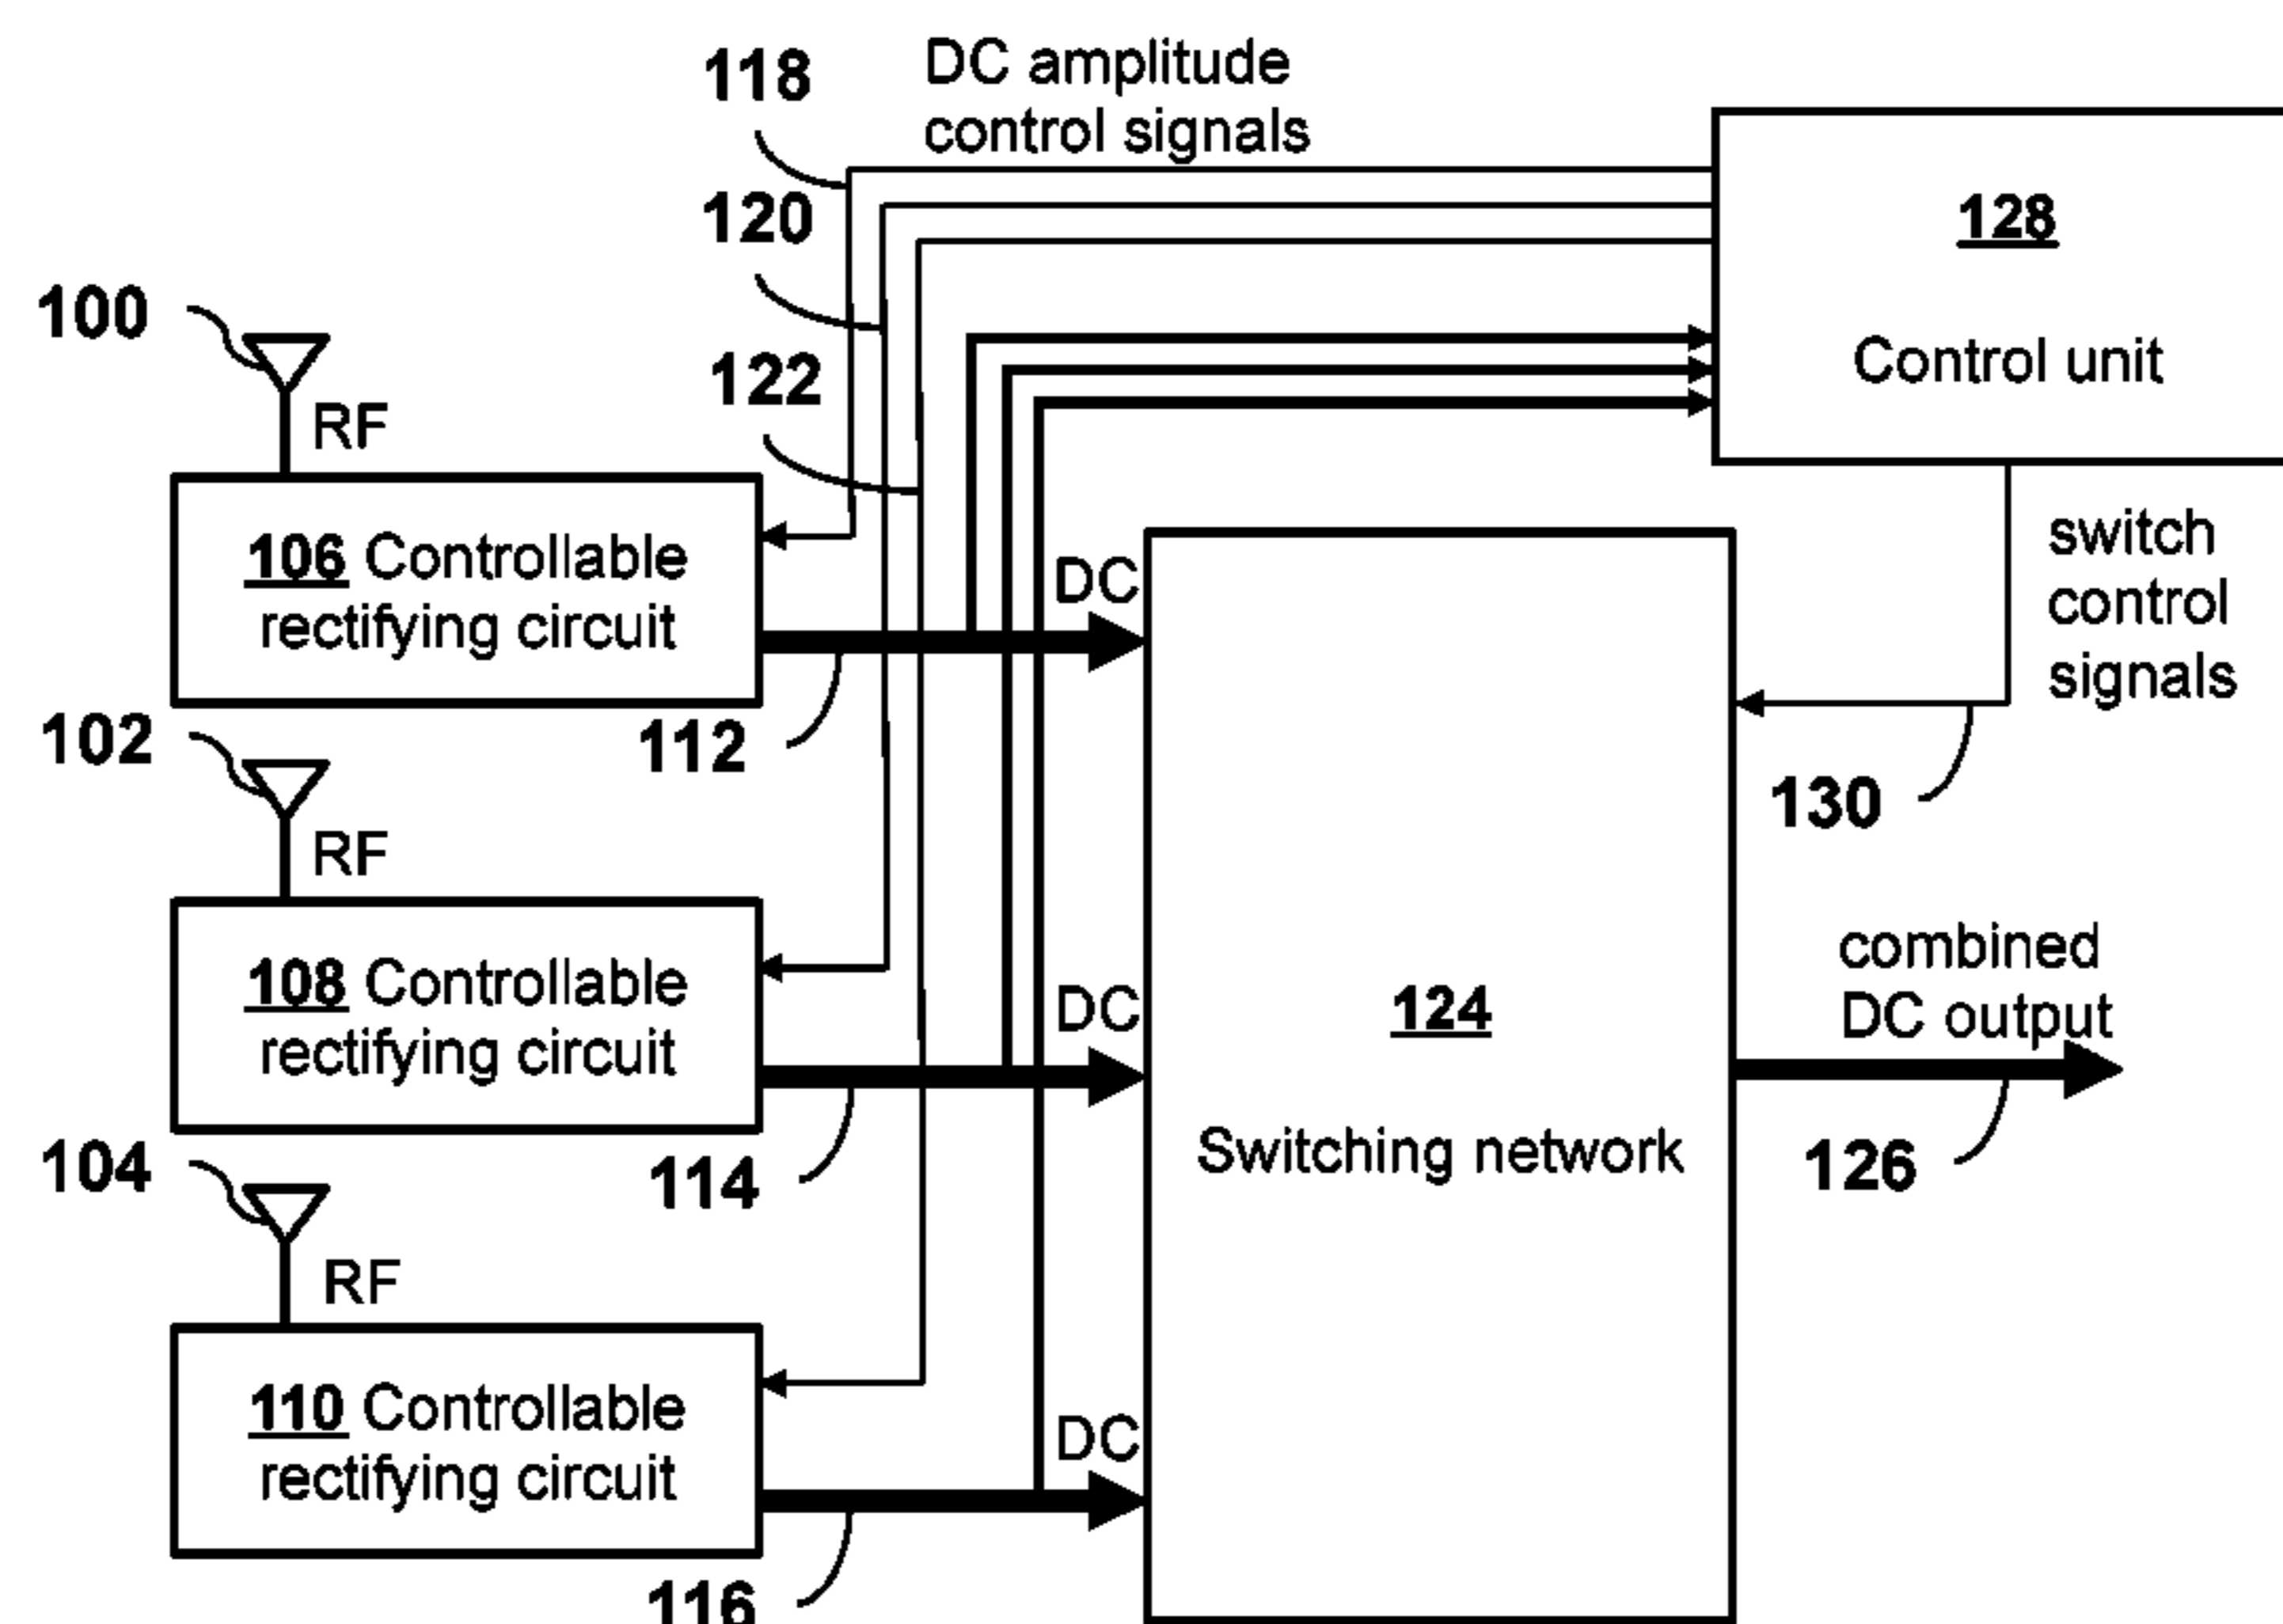 118
DC amplitude
control signals
120
128
Control unit
100
122
RF
106 Controllable
rectifying circuit
DC
switch
control
signals
112
102
130
RF
108 Controllable
rectifying circuit
DC
124
Switching network
combined
DC output
114
126
104
RF
110 Controllable
rectifying circuit
DC
116